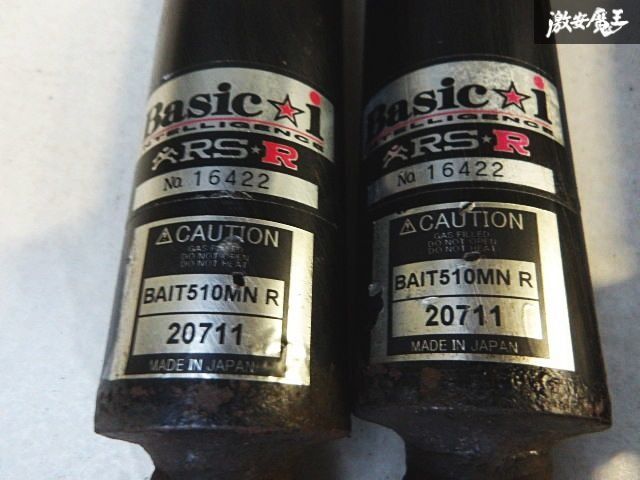 激安魔王
Basic★i
INTELLIGENCE
RS★R
No. 16422
⚠CAUTION
GAS FILLED
DO NOT OPEN
DO NOT HEAT
BAIT510MN R
20711
MADE IN JAPAN
Basic★i
INTELLIGENCE
RS★R
No. 16422
⚠CAUTION
GAS FILLED
DO NOT OPEN
DO NOT HEAT
BAIT510MN R
20711
MADE IN JAPAN